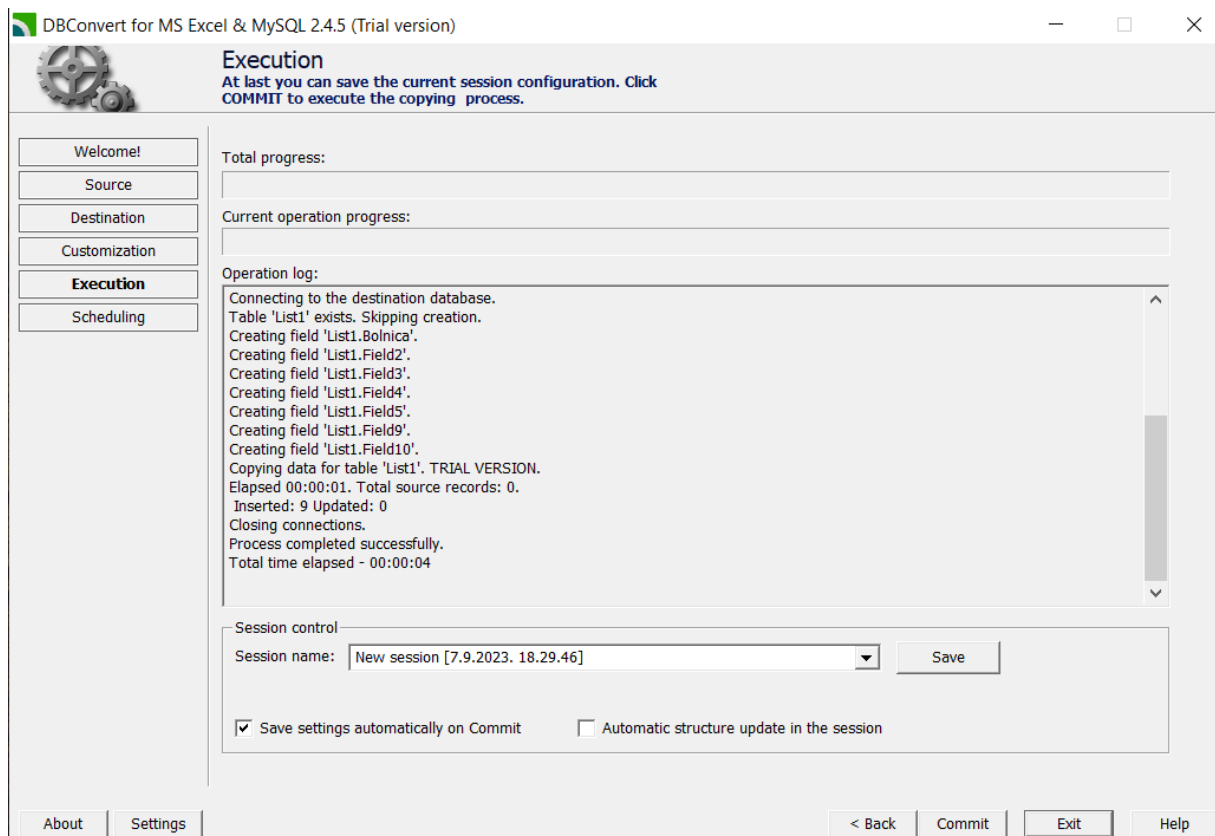 DBConvert for MS Excel & MySQL 2.4.5 (Trial version)
Execution
At last you can save the current session configuration. Click
COMMIT to execute the copying process.
Welcome!
Source
Destination
Customization
Execution
Scheduling
Total progress:
Current operation progress:
Operation log:
Connecting to the destination database.
Table 'List1' exists. Skipping creation.
Creating field 'List1.Bolnica'.
Creating field 'List1.Field2'.
Creating field 'List1.Field3'.
Creating field 'List1.Field4'.
Creating field 'List1.Field5'.
Creating field 'List1.Field9'.
Creating field 'List1.Field10'.
Copying data for table 'List1'. TRIAL VERSION.
Elapsed 00:00:01. Total source records: 0.
Inserted: 9 Updated: 0
Closing connections.
Process completed successfully.
Total time elapsed - 00:00:04
Session control
Session name: New session [7.9.2023. 18.29.46] Save
Save settings automatically on Commit Automatic structure update in the session
About Settings < Back Commit Exit Help